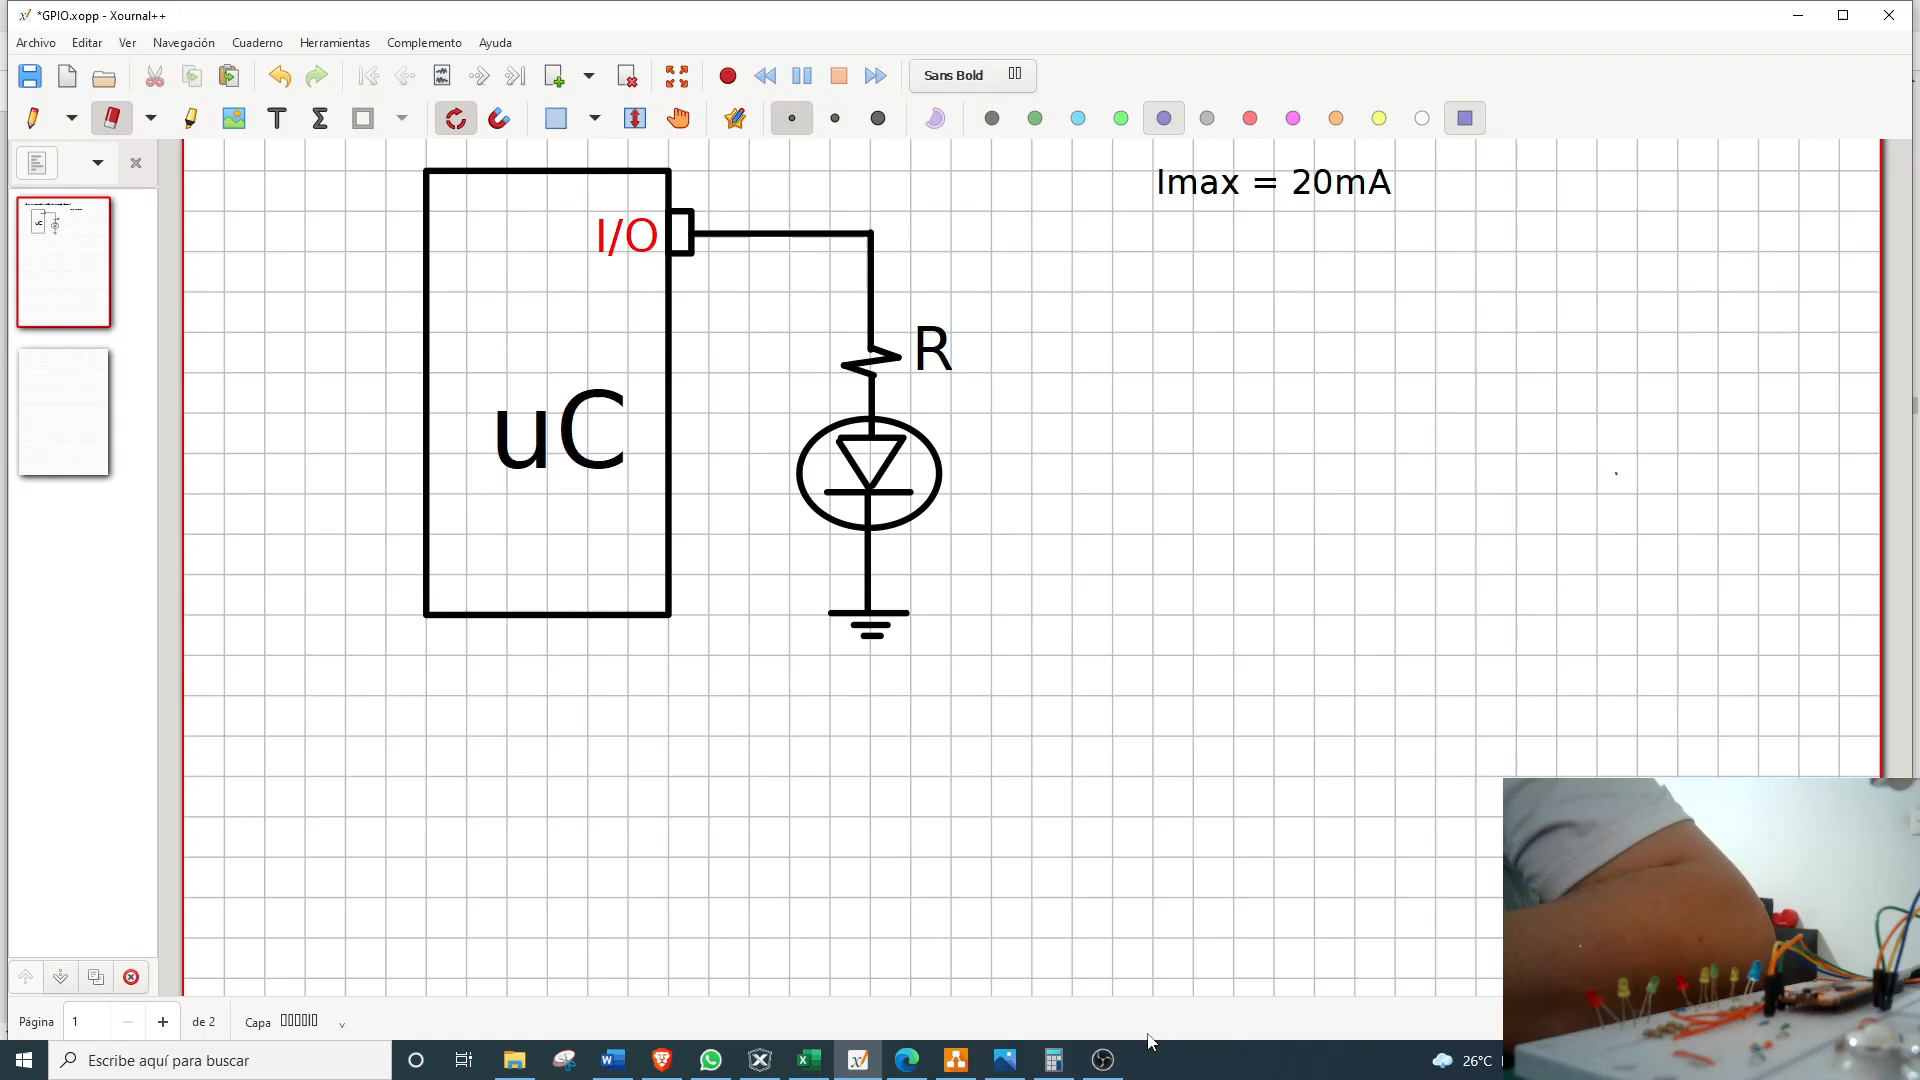 *GPIO.xopp - Xournal++
Archivo Editar Ver Navegación Cuaderno Herramientas Complemento Ayuda
Sans Bold
Imax = 20mA
I/O
R
uC
Página 1 de 2 Capa
Escribe aquí para buscar
26°C